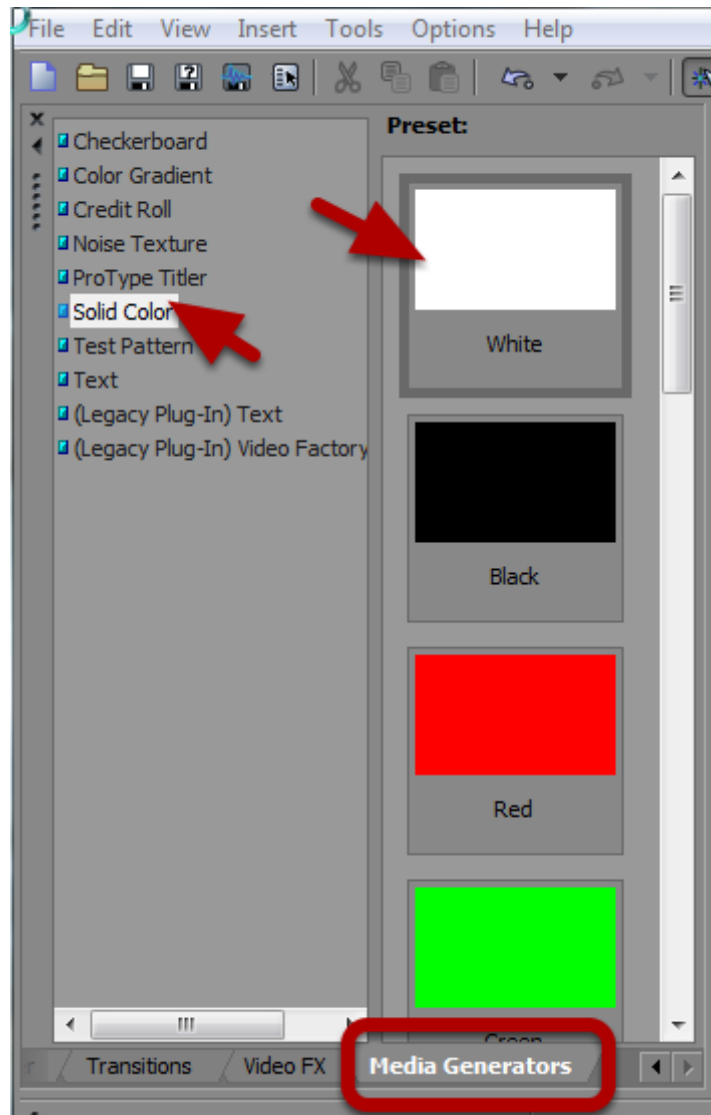 File Edit View Insert Tools Options Help
Preset:
Checkerboard
Color Gradient
Credit Roll
Noise Texture
ProType Titler
Solid Color
Test Pattern
Text
(Legacy Plug-In) Text
(Legacy Plug-In) Video Factory
White
Black
Red
Green
Transitions Video FX Media Generators